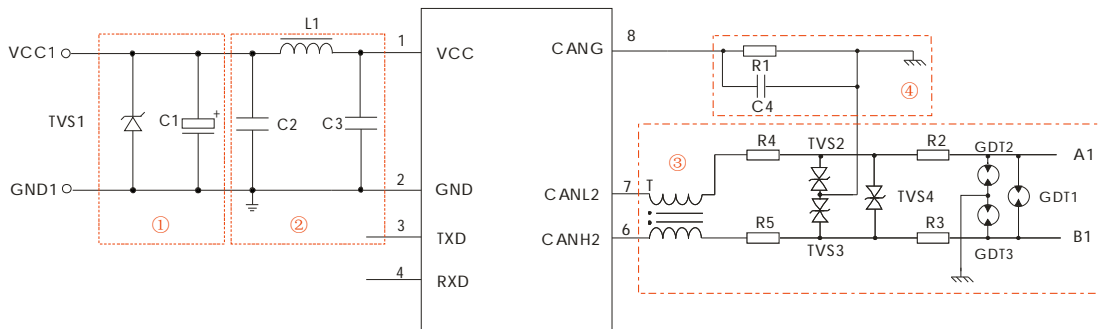 L1
VCC1
1
VCC
CANG
8
R1
C4
④
TVS1
C1
+
C2
C3
GND1
2
GND
①
②
3
TXD
4
RXD
③
T
7
CANL2
6
CANH2
R4
TVS2
R2
GDT2
A1
TVS4
GDT1
R5
TVS3
R3
GDT3
B1